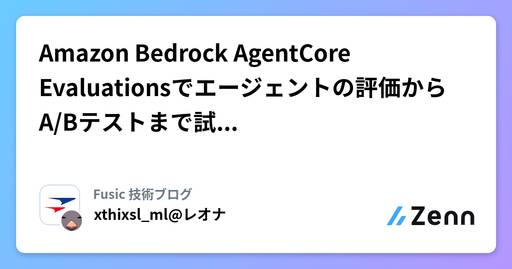 Amazon Bedrock AgentCore
Evaluationsでエージェントの評価から
A/Bテストまで試...
Fusic 技術ブログ
xthixsl_ml@レオナ
Zenn